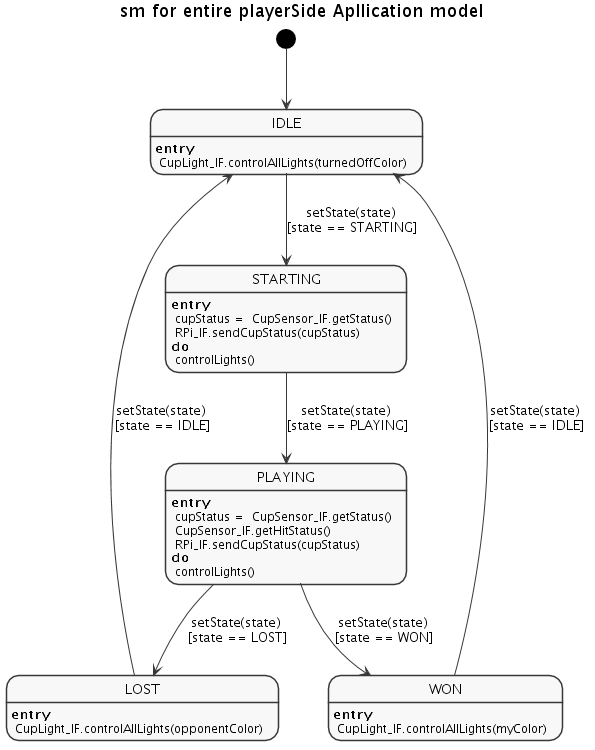 sm for entire playerSide Apllication model
IDLE
entry
CupLight_IF.controlAllLights(turnedOffColor)
setState(state)
[state == STARTING]
STARTING
entry
cupStatus = CupSensor_IF.getStatus()
RPi_IF.sendCupStatus(cupStatus)
do
controlLights()
setState(state)
[state == IDLE]
setState(state)
[state == PLAYING]
setState(state)
[state == IDLE]
PLAYING
entry
cupStatus = CupSensor_IF.getStatus()
CupSensor_IF.getHitStatus()
RPi_IF.sendCupStatus(cupStatus)
do
controlLights()
setState(state)
[state == LOST]
setState(state)
[state == WON]
LOST
entry
CupLight_IF.controlAllLights(opponentColor)
WON
entry
CupLight_IF.controlAllLights(myColor)